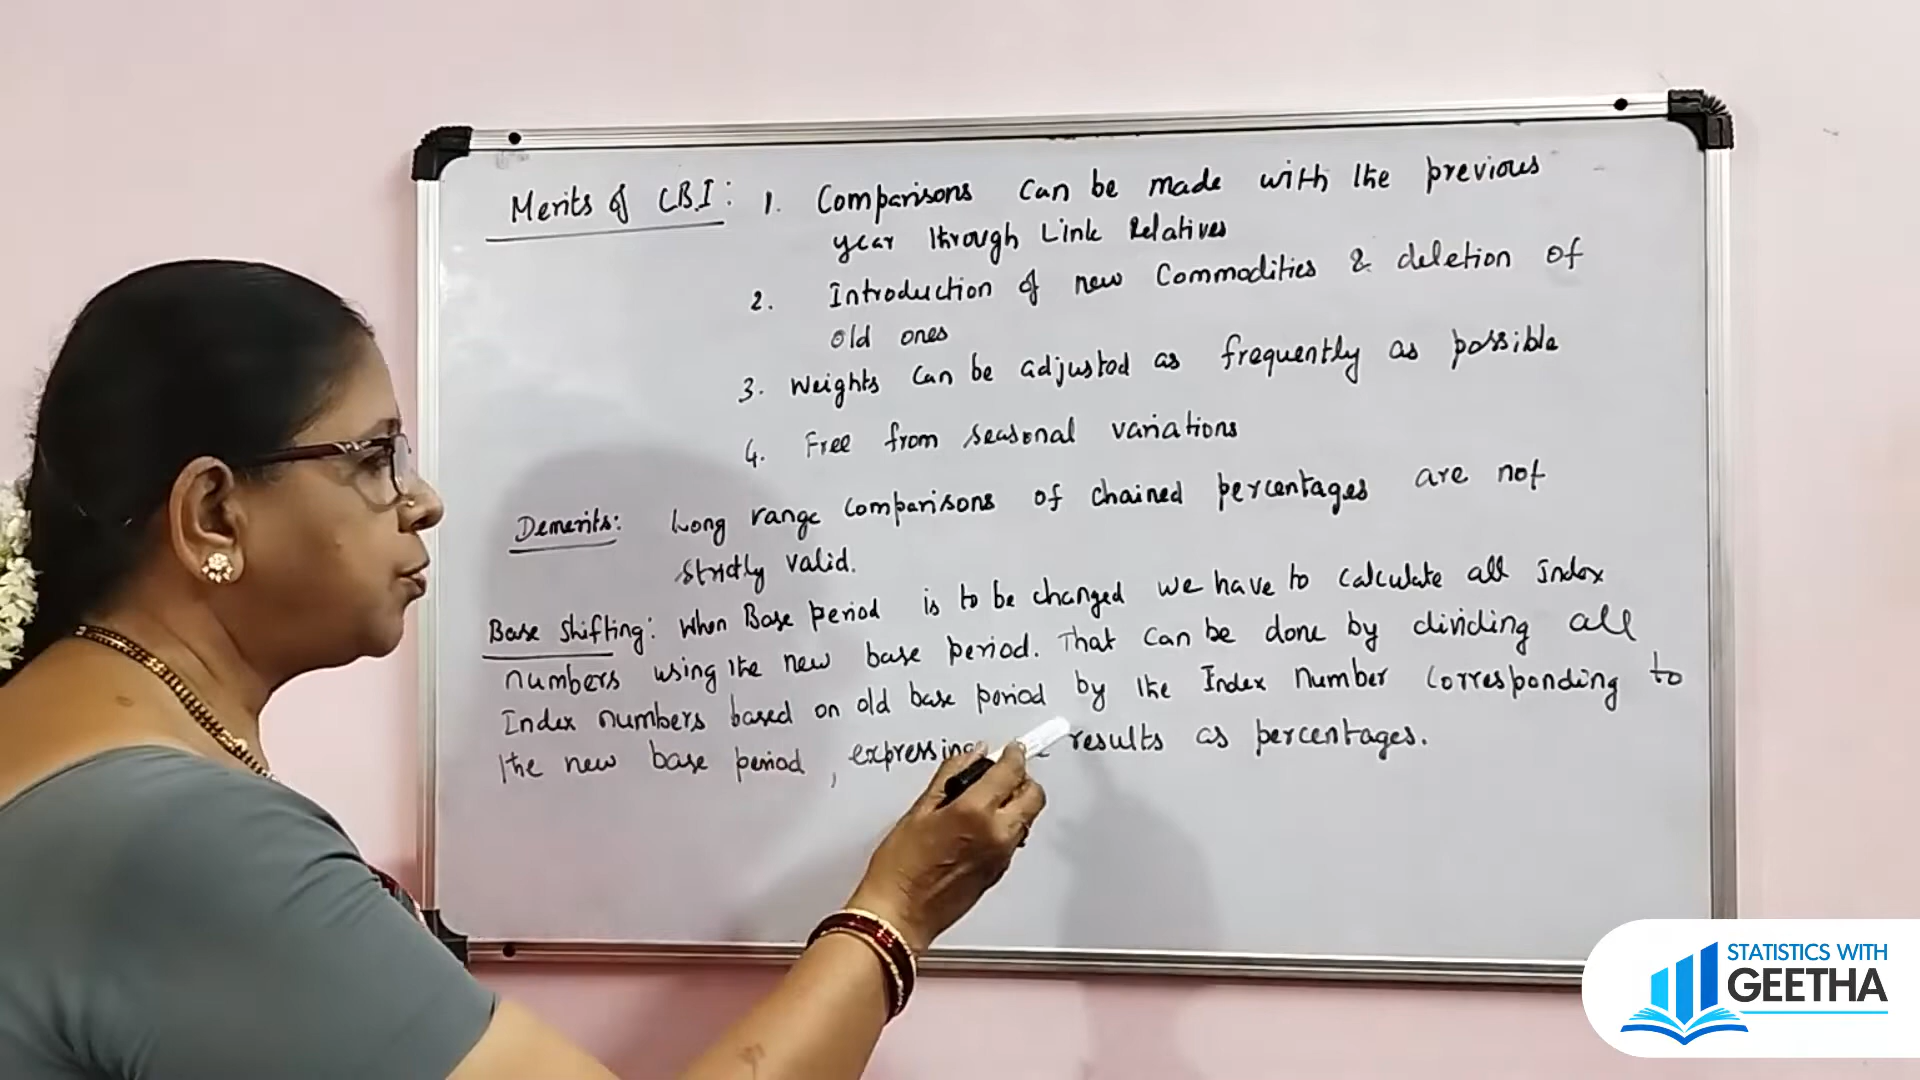 Merits of CBI: 1. Comparisons can be made with the previous
year through Link Relatives
2. Introduction of new Commodities & deletion of
old ones
3. Weights can be adjusted as frequently as possible
4. Free from seasonal variations
Demerits: Long range comparisons of chained percentages are not
strictly valid.
Base Shifting: When Base period is to be changed we have to calculate all Index
numbers using the new base period. That can be done by dividing all
Index numbers based on old base period by the Index Number Corresponding to
the new base period, expressing results as percentages.
STATISTICS WITH
GEETHA